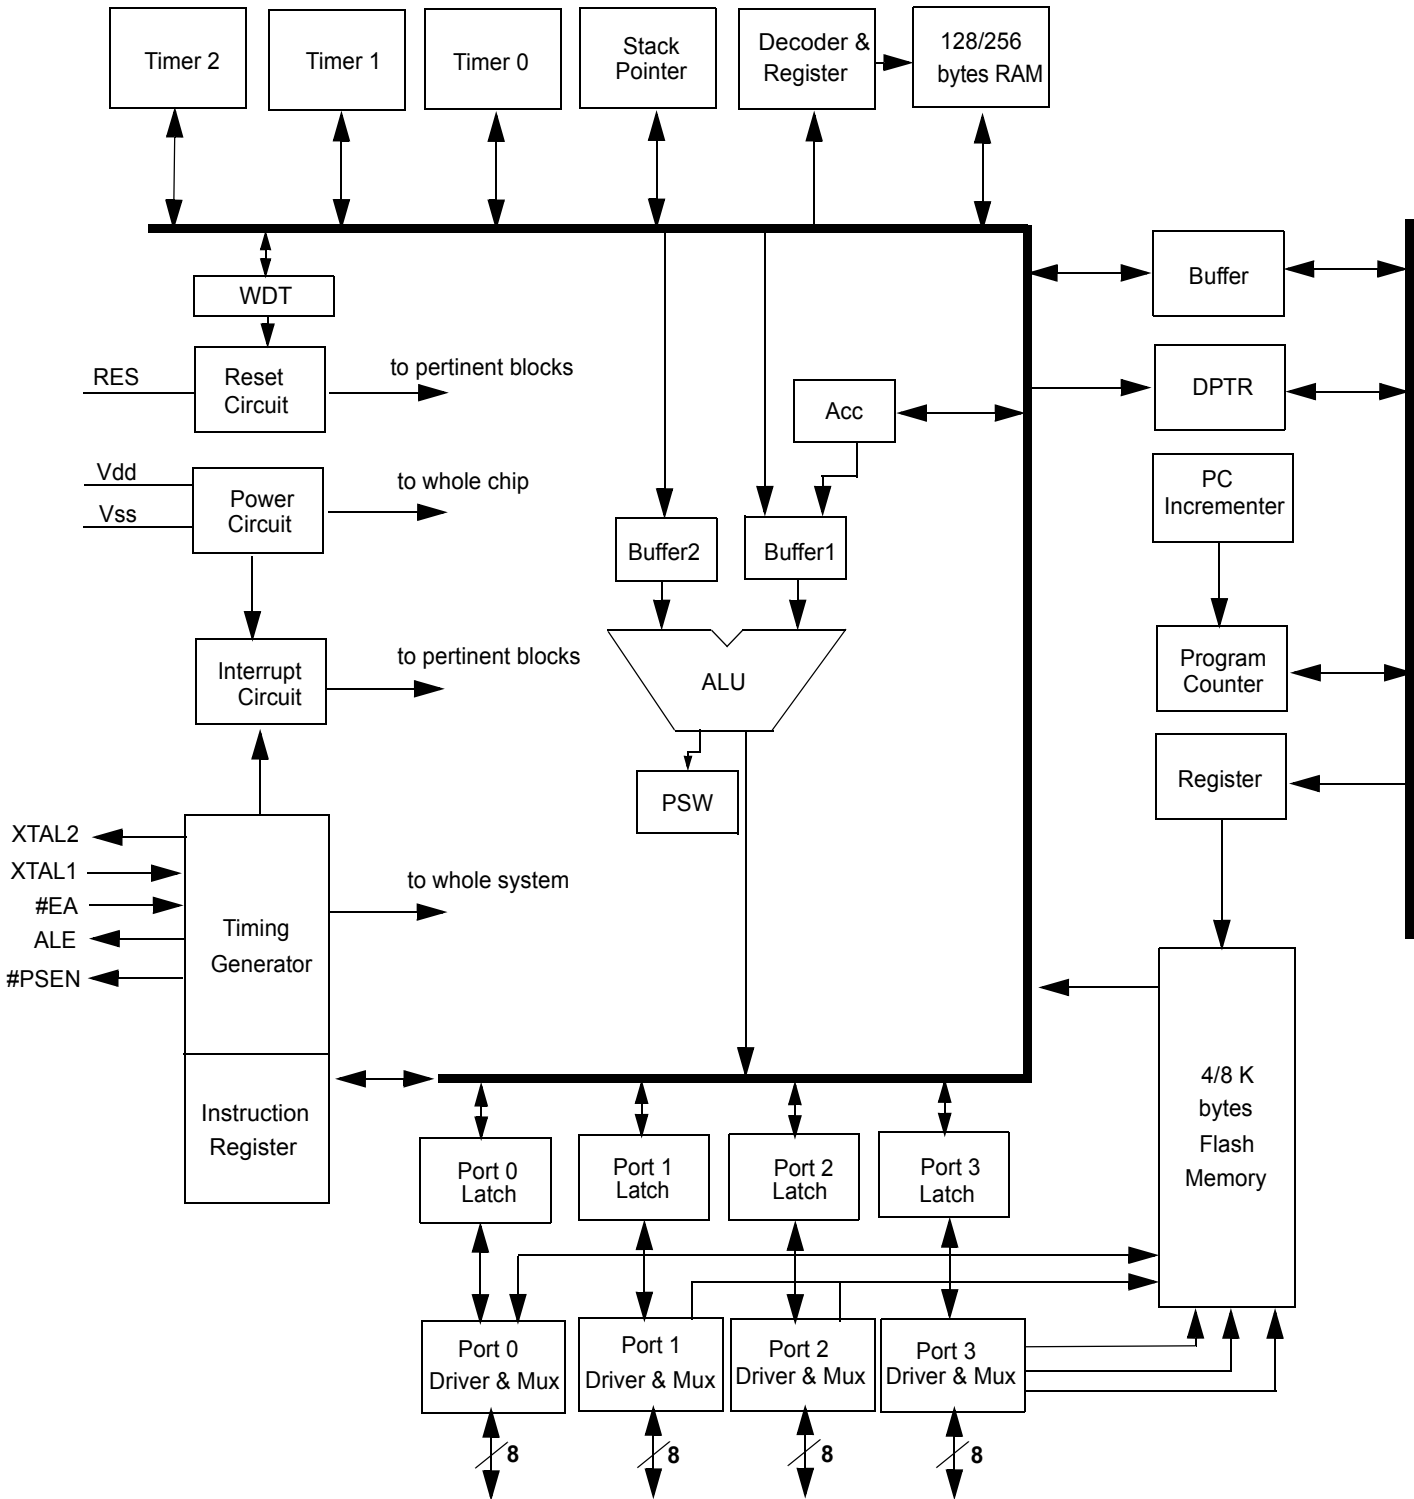 Timer 2
Timer 1
Timer 0
Stack
Pointer
Decoder &
Register
128/256
bytes RAM
WDT
Buffer
RES
Reset
Circuit
to pertinent blocks
Acc
DPTR
Vdd
Vss
Power
Circuit
to whole chip
PC
Incrementer
Buffer2
Buffer1
Interrupt
Circuit
to pertinent blocks
ALU
Program
Counter
PSW
Register
XTAL2
XTAL1
#EA
ALE
#PSEN
Timing
Generator
to whole system
Instruction
Register
4/8 K
bytes
Flash
Memory
Port 0
Latch
Port 1
Latch
Port 2
Latch
Port 3
Latch
Port 0
Driver & Mux
Port 1
Driver & Mux
Port 2
Driver & Mux
Port 3
Driver & Mux
8
8
8
8